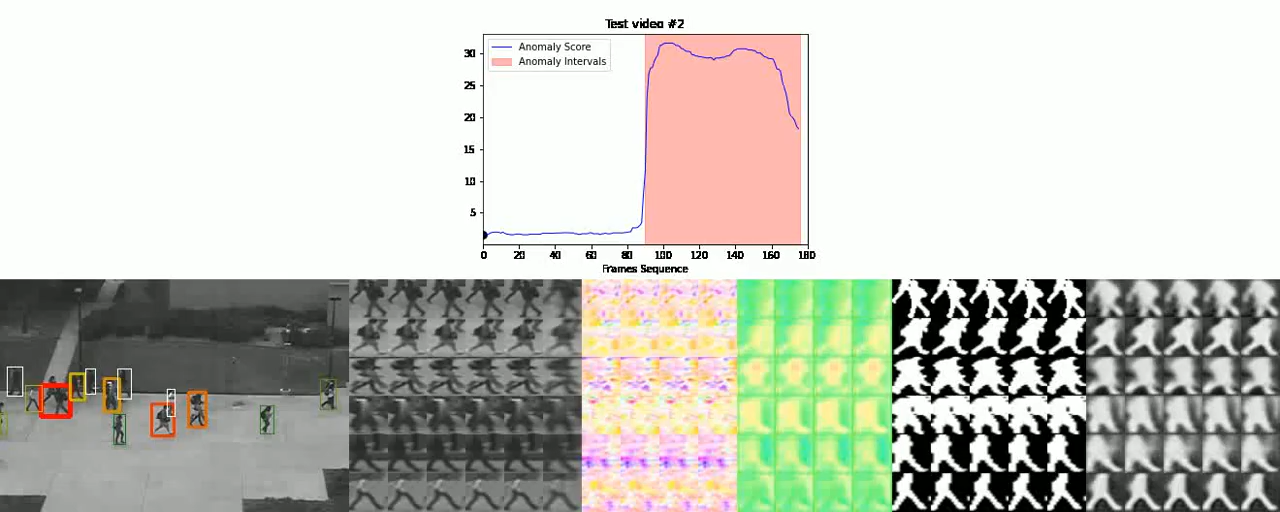 Test video #2
Anomaly Score
Anomaly Intervals
30
25
20
15
10
5
0 20 40 60 80 100 120 140 160 180
Frames Sequence